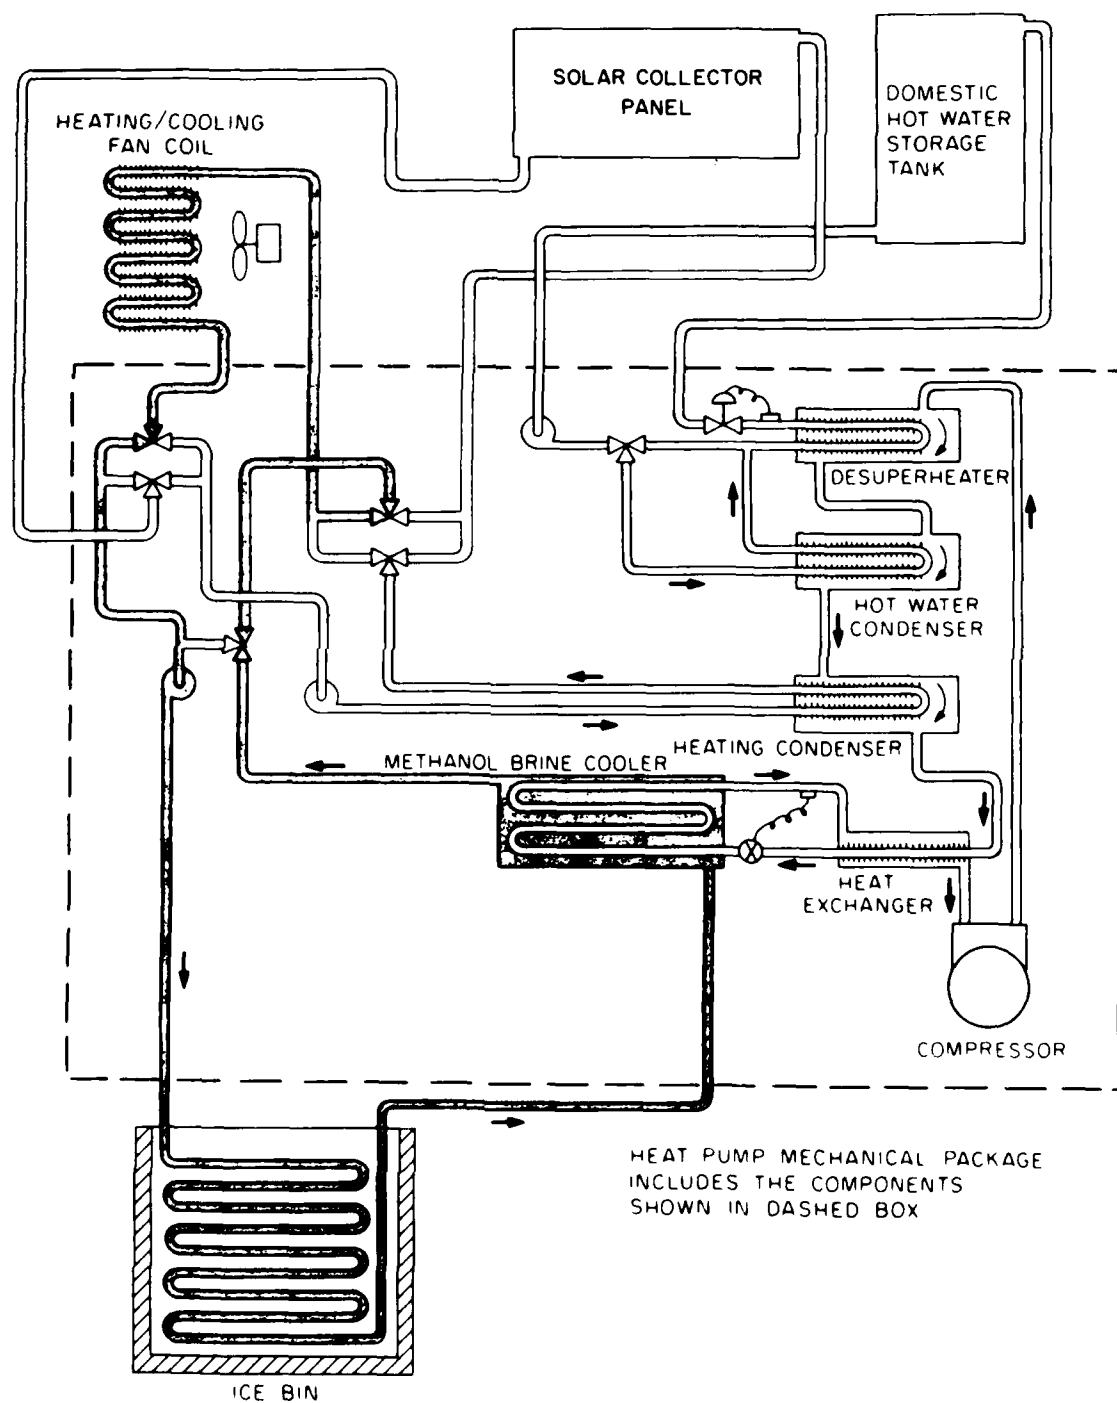 SOLAR COLLECTOR
PANEL
DOMESTIC
HOT WATER
STORAGE
TANK
HEATING/COOLING
FAN COIL
DESUPERHEATER
HOT WATER
CONDENSER
HEATING CONDENSER
METHANOL BRINE COOLER
HEAT
EXCHANGER
COMPRESSOR
HEAT PUMP MECHANICAL PACKAGE
INCLUDES THE COMPONENTS
SHOWN IN DASHED BOX
ICE BIN